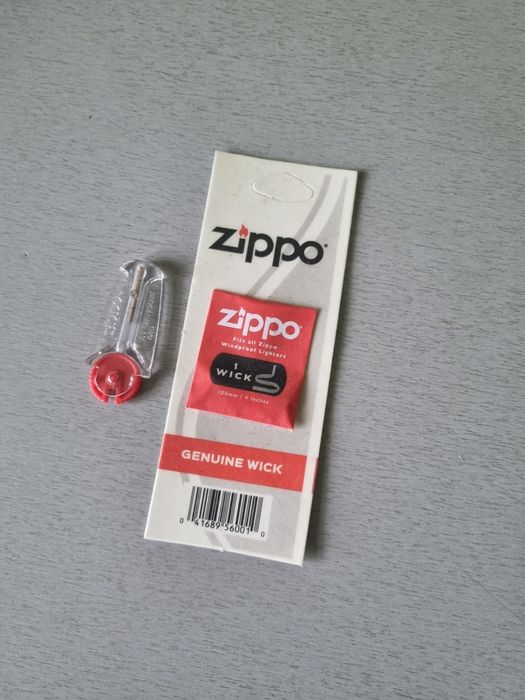 zippo
zippo
Fits all Zippo
Windproof Lighters
1
WICK
100mm / 4 inches
GENUINE WICK
0 41689 56001 0